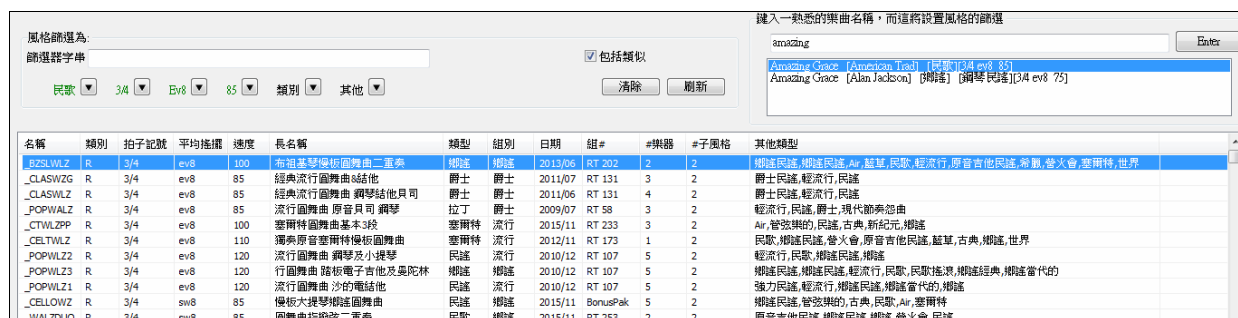 鍵入一熟悉的樂曲名稱，而這將設置風格的篩選
風格篩選為:
篩選器字串
包括類似
amazing
Enter
民歌 3/4 Ev8 85 類別 其他
清除 刷新
Amazing Grace [American Trad] [民歌][3/4 ev8 85]
Amazing Grace [Alan Jackson] [鄉謠] [鋼琴民謠][3/4 ev8 75]
名稱 類別 拍子記號 平均搖擺 速度 長名稱 類型 組別 日期 組# #樂器 #子風格 其他類型
_BZSLWLZ R 3/4 ev8 100 布祖基琴慢板圓舞曲二重奏 鄉謠 鄉謠 2013/06 RT 202 2 2 鄉謠民謠,鄉謠民謠,Air,藍草,民歌,輕流行,原音吉他民謠,希臘,營火會,塞爾特,世界
_CLASWZG R 3/4 ev8 85 經典流行圓舞曲8結他 爵士 爵士 2011/07 RT 131 3 2 爵士民謠,輕流行,民謠
_CLASWLZ R 3/4 ev8 85 經典流行圓舞曲 鋼琴結他貝司 爵士 爵士 2011/06 RT 131 4 2 爵士民謠,輕流行,民謠
_POPWALZ R 3/4 ev8 85 流行圓舞曲 原音貝司 鋼琴 拉丁 爵士 2009/07 RT 58 3 2 輕流行,民謠,爵士,現代節奏怨曲
_CTWLZPP R 3/4 ev8 100 塞爾特圓舞曲基本3段 塞爾特 流行 2015/11 RT 233 3 2 Air,管弦樂的,民謠,古典,新紀元,鄉謠
_CELTWLZ R 3/4 ev8 110 獨奏原音塞爾特慢板圓舞曲 塞爾特 流行 2012/11 RT 173 1 2 民歌,鄉謠民謠,營火會,原音吉他民謠,藍草,古典,鄉謠,世界
_POPWLZ2 R 3/4 ev8 120 流行圓舞曲 鋼琴及小提琴 民謠 流行 2010/12 RT 107 5 2 輕流行,民歌,鄉謠民謠,鄉謠
_POPWLZ3 R 3/4 ev8 120 行圓舞曲 踏板電子吉他及曼陀林 鄉謠 鄉謠 2010/12 RT 107 5 2 鄉謠民謠,鄉謠民謠,輕流行,民歌,民歌搖滾,鄉謠經典,鄉謠當代的
_POPWLZ1 R 3/4 ev8 120 流行圓舞曲 沙的電結他 民謠 流行 2010/12 RT 107 5 2 強力民謠,輕流行,鄉謠民謠,鄉謠當代的,鄉謠
_CELLOWZ R 3/4 sw8 85 慢板大提琴鄉謠圓舞曲 民謠 鄉謠 2015/11 BonusPak 5 2 鄉謠民謠,管弦樂的,古典,民歌,Air,塞爾特